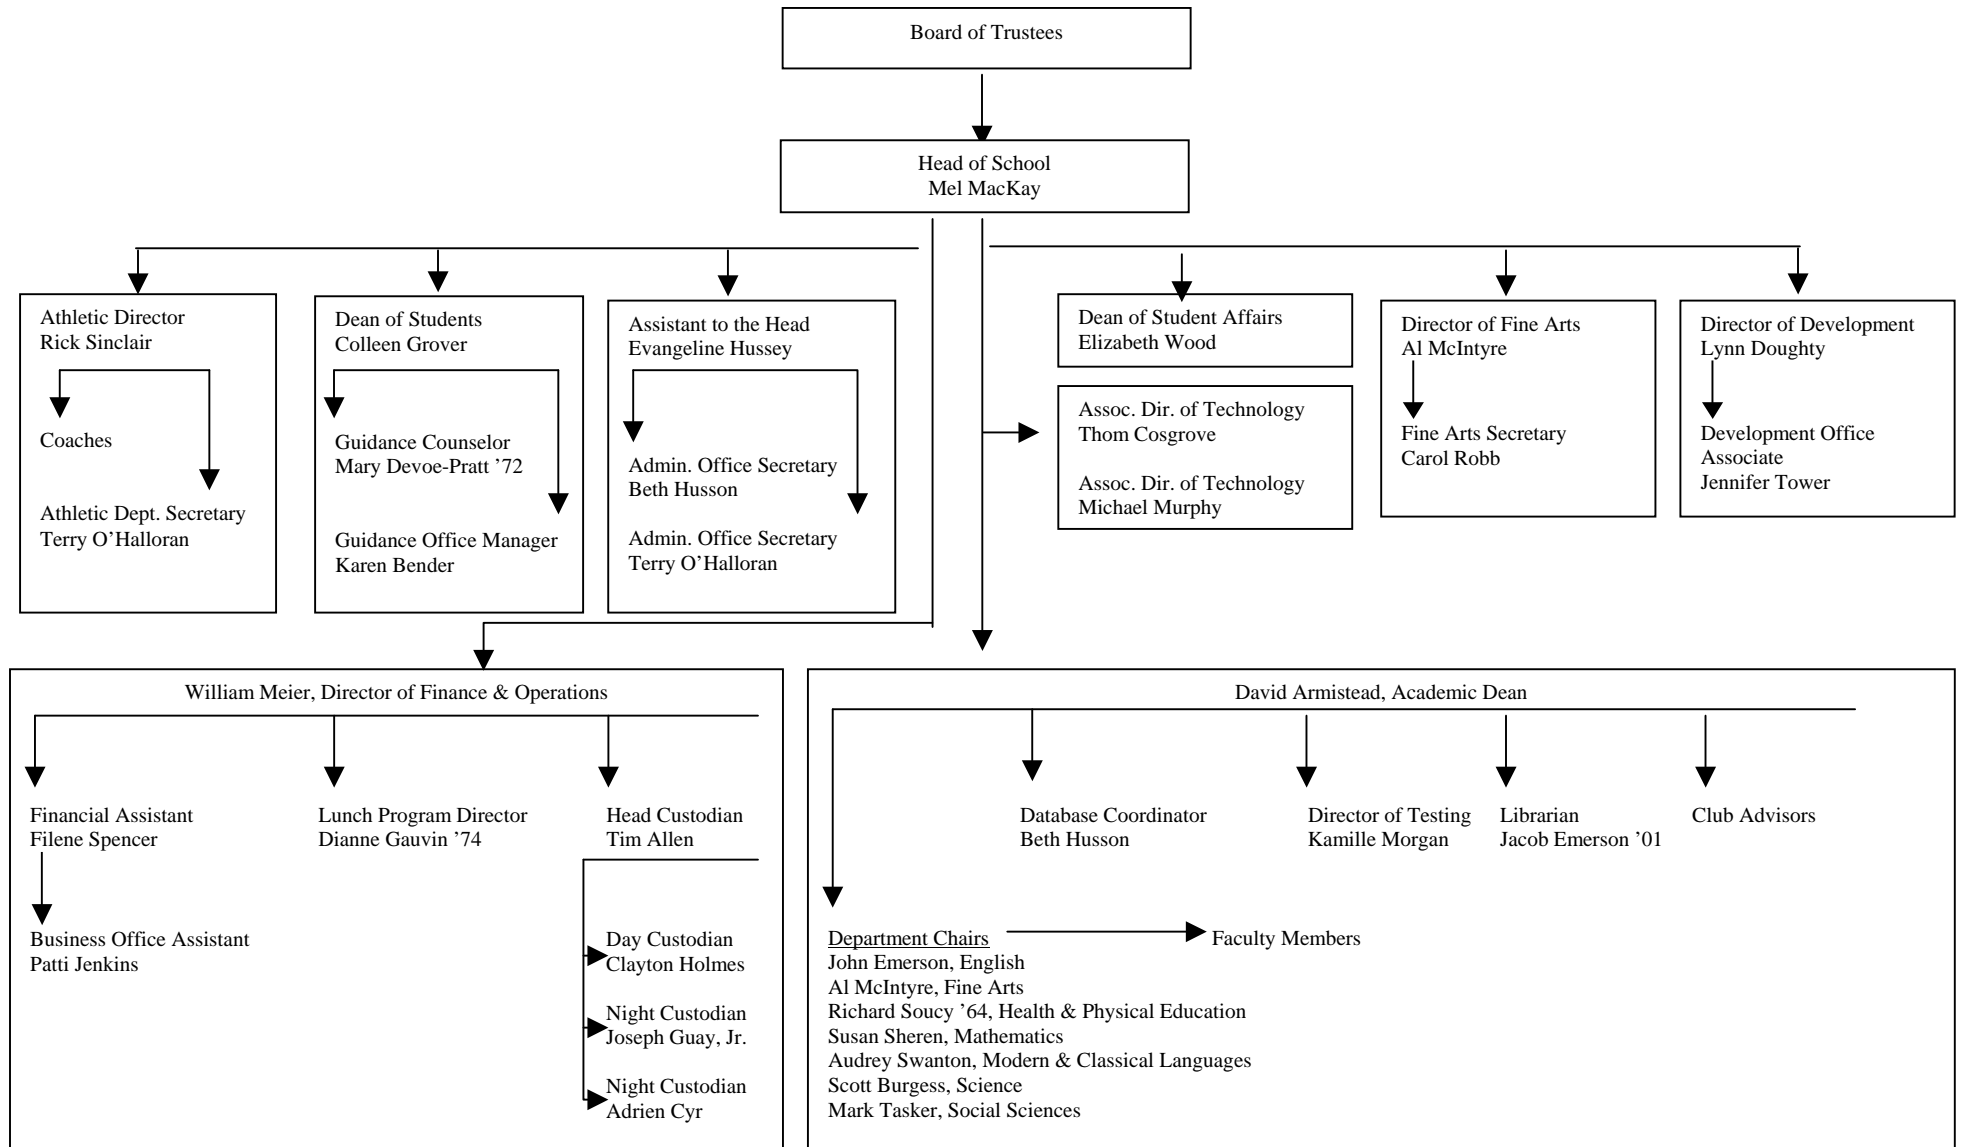 Board of Trustees
Head of School
Mel MacKay
Athletic Director
Rick Sinclair
Coaches
Athletic Dept. Secretary
Terry O’Halloran
Dean of Students
Colleen Grover
Guidance Counselor
Mary Devoe-Pratt ’72
Guidance Office Manager
Karen Bender
Assistant to the Head
Evangeline Hussey
Admin. Office Secretary
Beth Husson
Admin. Office Secretary
Terry O’Halloran
Dean of Student Affairs
Elizabeth Wood
Assoc. Dir. of Technology
Thom Cosgrove
Assoc. Dir. of Technology
Michael Murphy
Director of Fine Arts
Al McIntyre
Fine Arts Secretary
Carol Robb
Director of Development
Lynn Doughty
Development Office
Associate
Jennifer Tower
William Meier, Director of Finance & Operations
Financial Assistant
Filene Spencer
Business Office Assistant
Patti Jenkins
Lunch Program Director
Dianne Gauvin ’74
Head Custodian
Tim Allen
Day Custodian
Clayton Holmes
Night Custodian
Joseph Guay, Jr.
Night Custodian
Adrien Cyr
David Armistead, Academic Dean
Database Coordinator
Beth Husson
Director of Testing
Kamille Morgan
Librarian
Jacob Emerson ’01
Club Advisors
Department Chairs
Faculty Members
John Emerson, English
Al McIntyre, Fine Arts
Richard Soucy ’64, Health & Physical Education
Susan Sheren, Mathematics
Audrey Swanton, Modern & Classical Languages
Scott Burgess, Science
Mark Tasker, Social Sciences